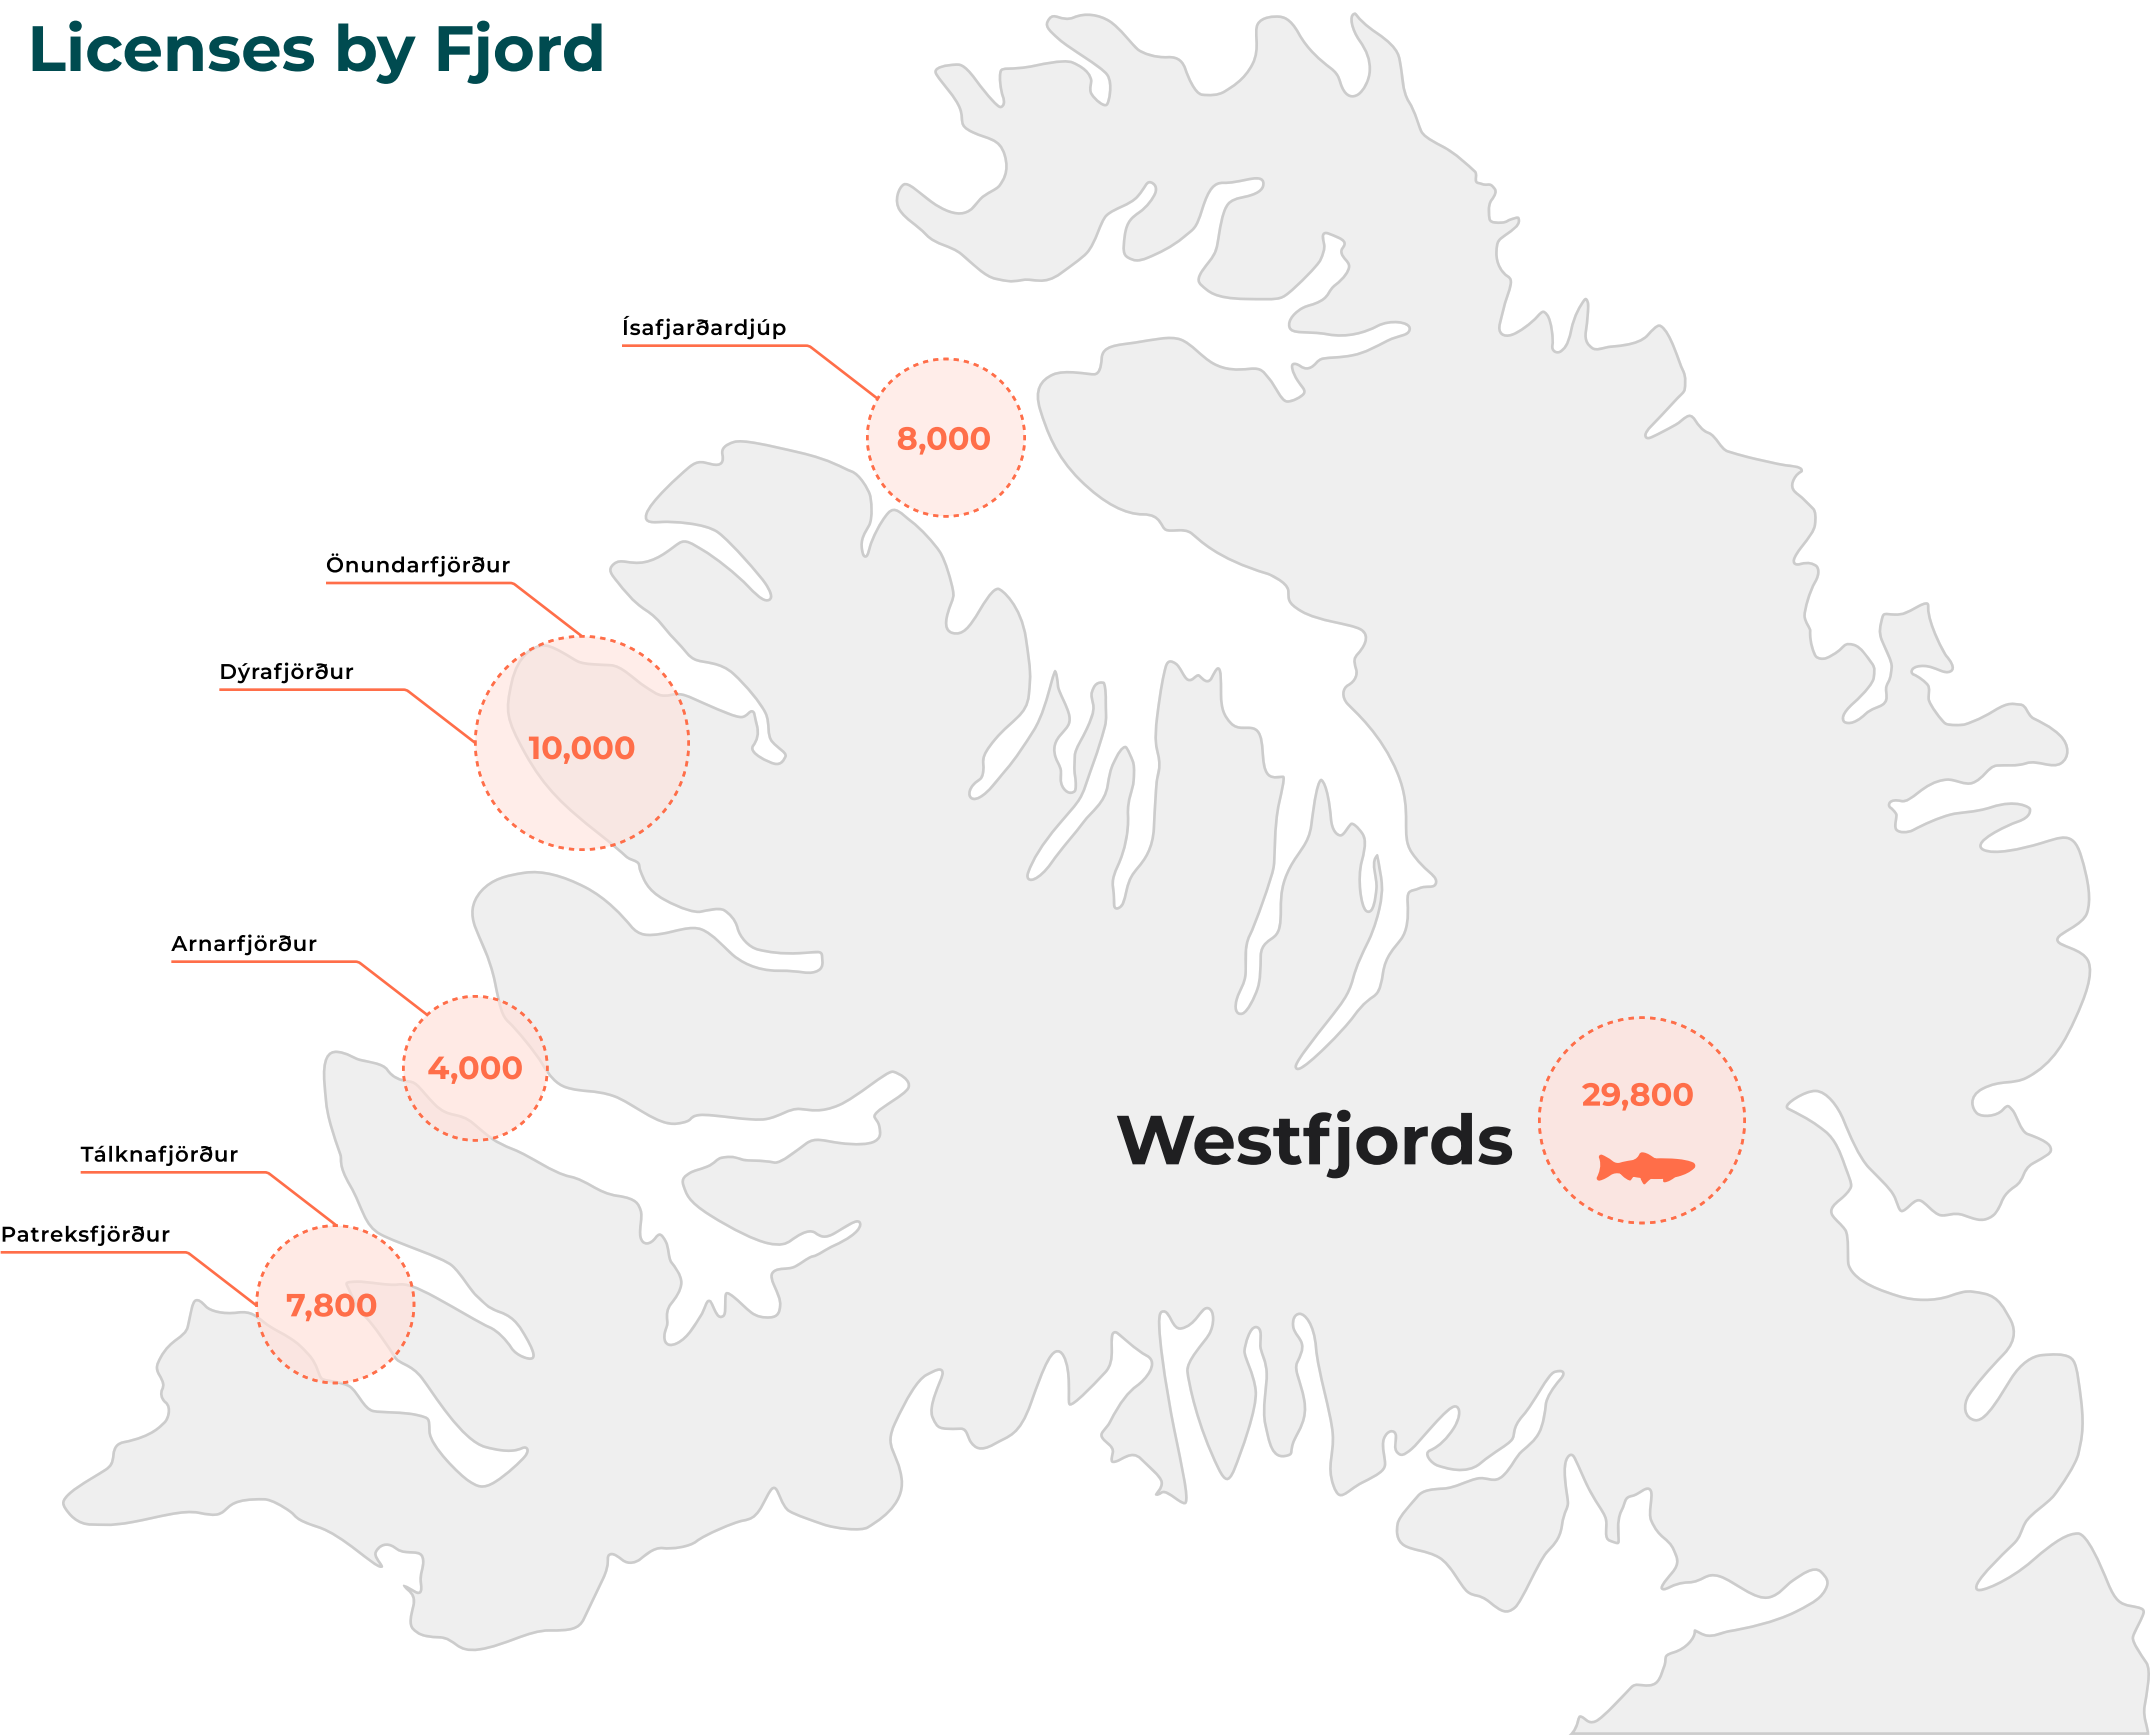 Licenses by Fjord
Ísafjarðardjúp
8,000
Önundarfjörður
Dýrafjörður
10,000
Arnarfjörður
4,000
Tálknafjörður
Patreksfjörður
7,800
Westfjords
29,800